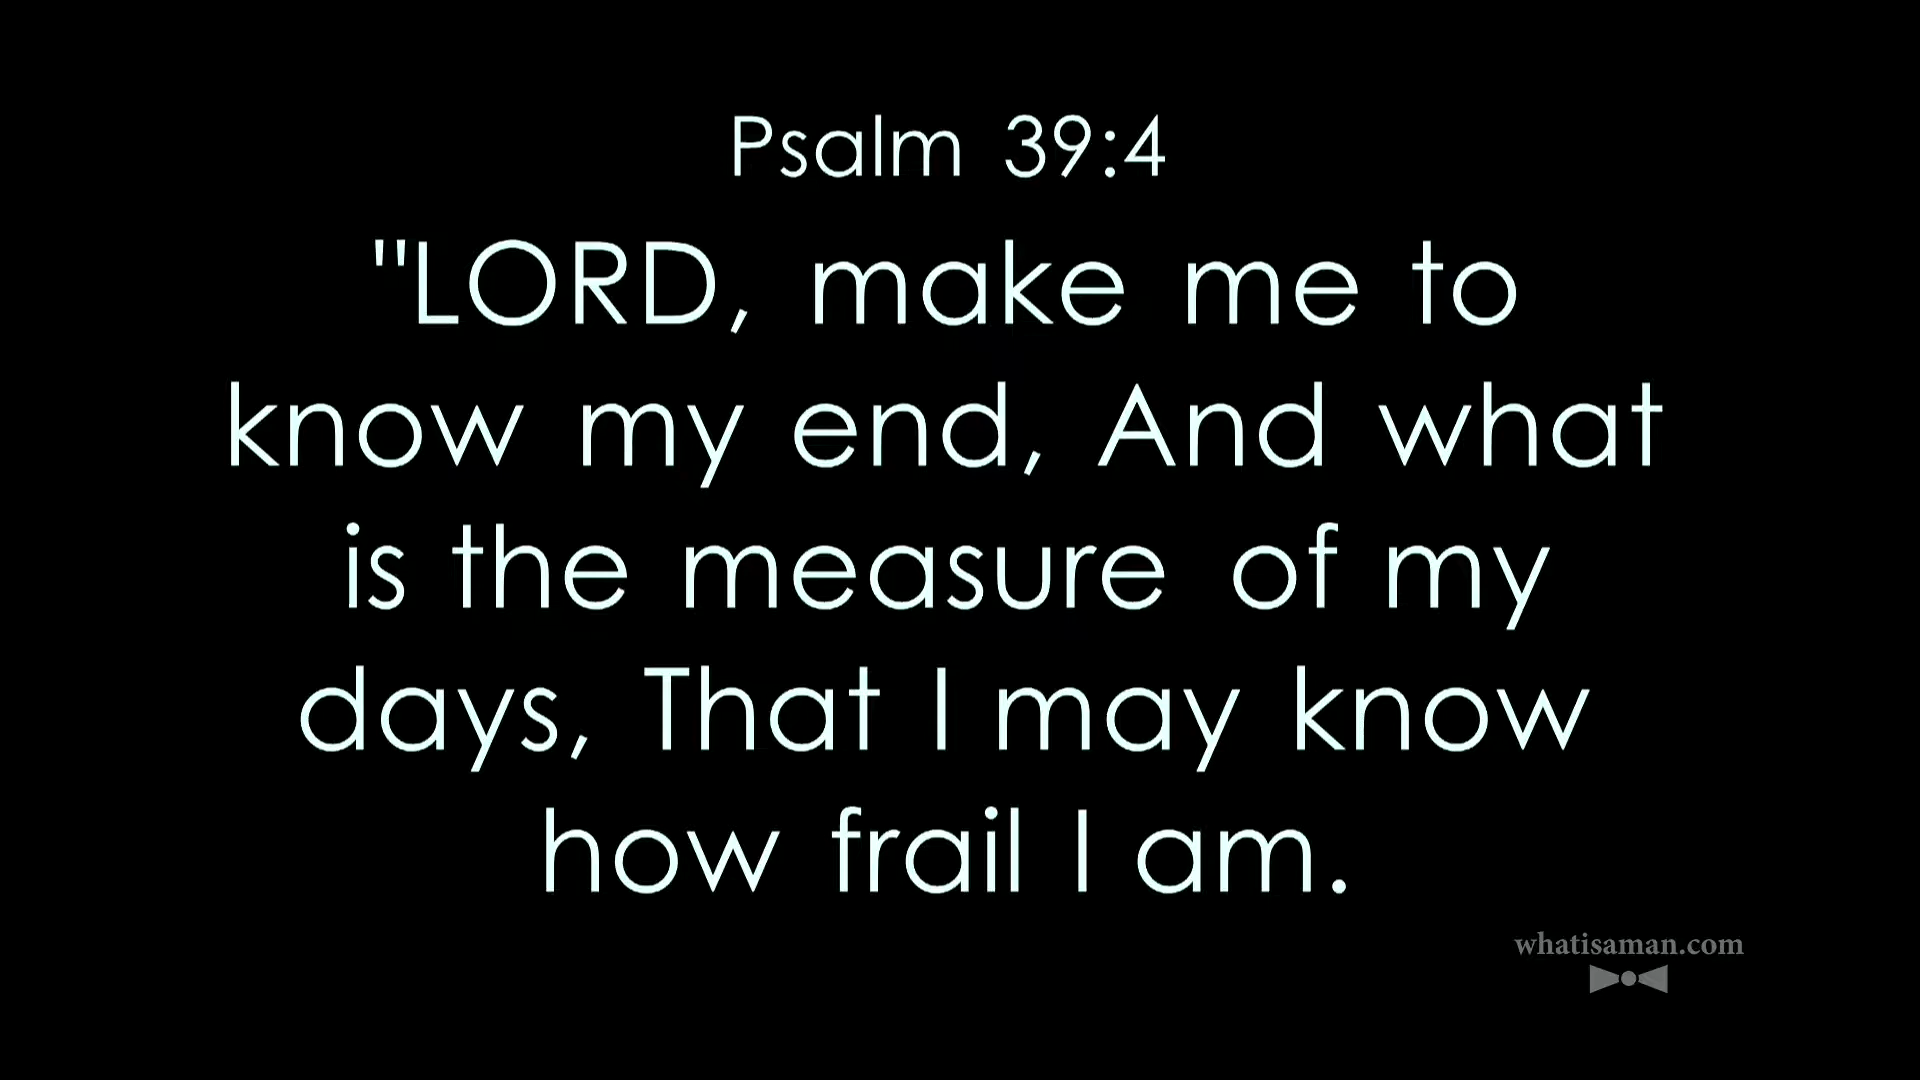 Psalm 39:4
"LORD, make me to
know my end, And what
is the measure of my
days, That I may know
how frail I am.
whatisaman.com